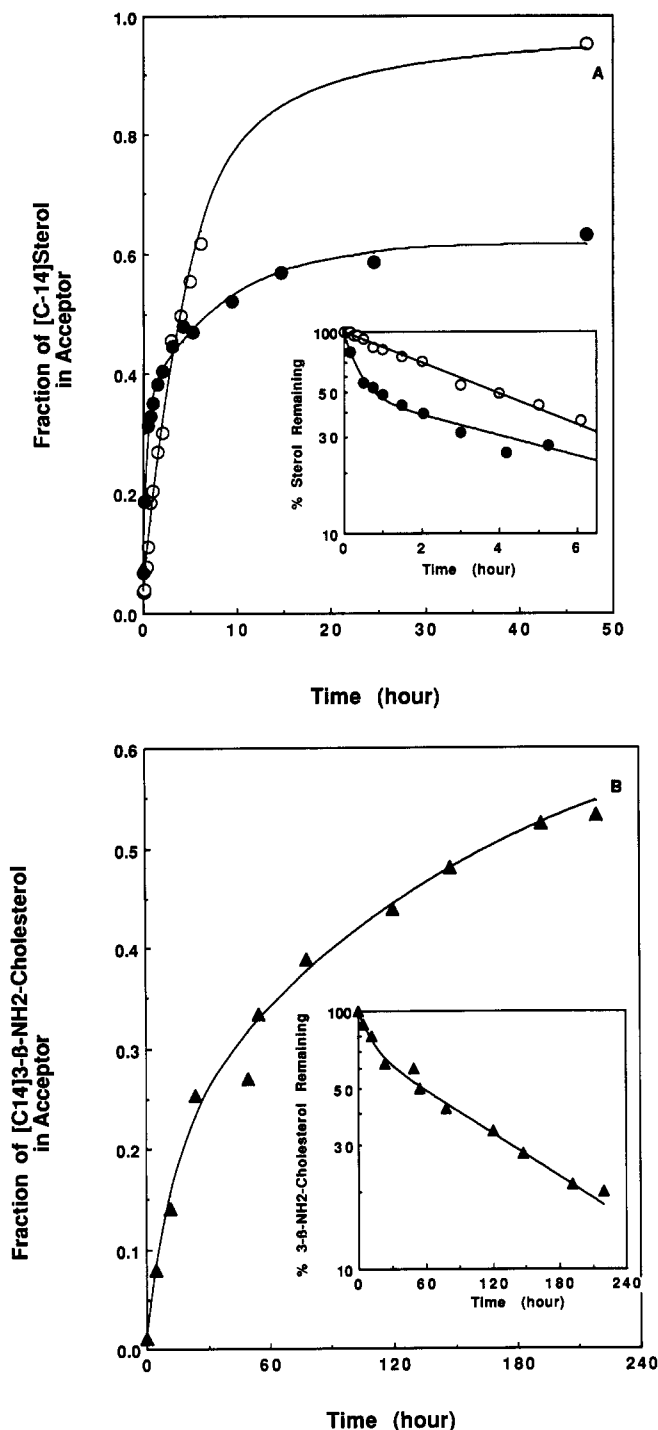 1.0
0.8
0.6
0.4
0.2
0.0
A
Fraction of [C-14]Sterol
in Acceptor
100
50
30
10
% Sterol Remaining
0 2 4 6
Time (hour)
0 10 20 30 40 50
Time (hour)
0.6
0.5
0.4
0.3
0.2
0.1
0.0
B
Fraction of [C14]3-ß-NH2-Cholesterol
in Acceptor
100
50
30
10
% 3-ß-NH2-Cholesterol Remaining
0 60 120 180 240
Time (hour)
0 60 120 180 240
Time (hour)